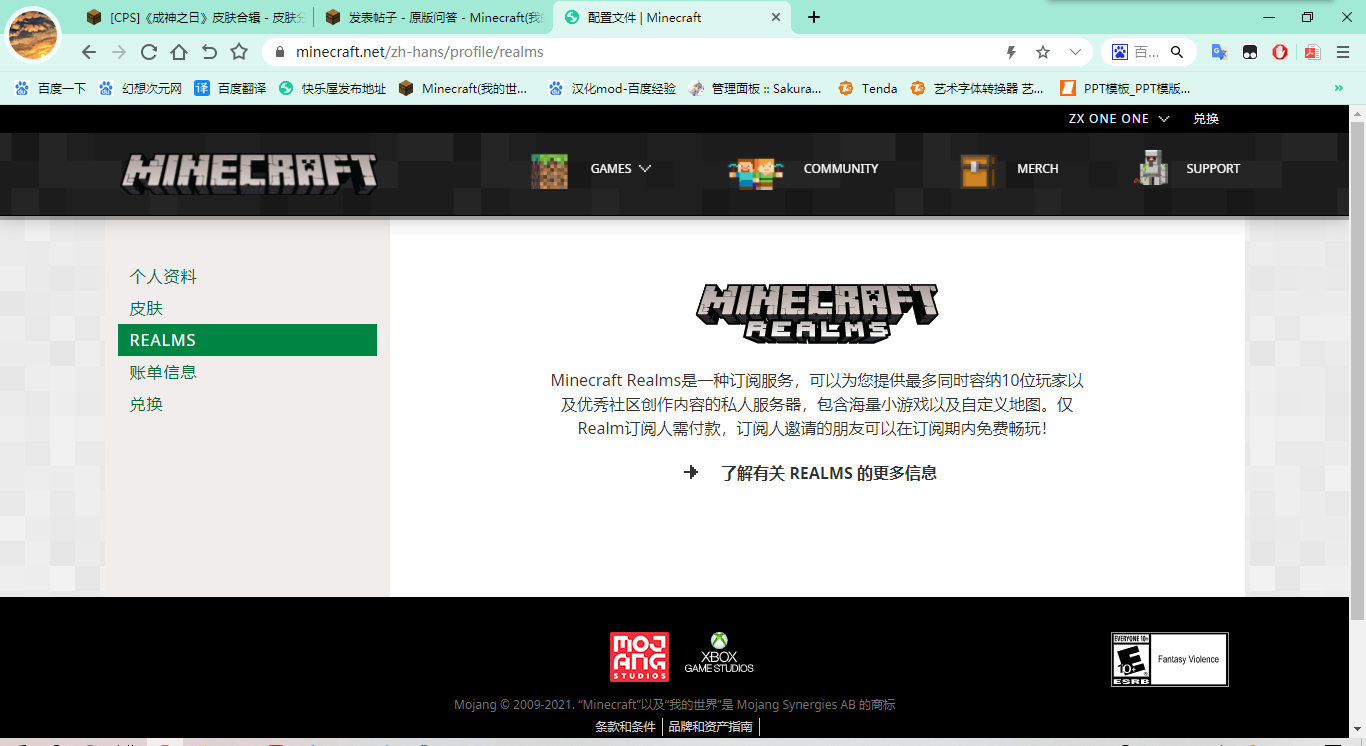 [CPS]《成神之日》皮肤合辑 - 皮肤分
发表帖子 - 原版问答 - Minecraft(我的
配置文件 | Minecraft
minecraft.net/zh-hans/profile/realms
百...
百度一下 幻想次元网 译 百度翻译 快乐屋发布地址 Minecraft(我的世... 汉化mod-百度经验 管理面板 :: Sakura... Tenda 艺术字体转换器 艺... PPT模板_PPT模版...
ZX ONE ONE 兑换
MINECRAFT GAMES COMMUNITY MERCH SUPPORT
个人资料
皮肤
REALMS
账单信息
兑换
MINECRAFT
REALMS
Minecraft Realms是一种订阅服务，可以为您提供最多同时容纳10位玩家以
及优秀社区创作内容的私人服务器，包含海量小游戏以及自定义地图。仅
Realm订阅人需付款，订阅人邀请的朋友可以在订阅期内免费畅玩！
了解有关 REALMS 的更多信息
MOJANG
STUDIOS
XBOX
GAME STUDIOS
EVERYONE 10+
E
10+
ESRB
Fantasy Violence
Mojang © 2009-2021. “Minecraft”以及“我的世界”是 Mojang Synergies AB 的商标
条款和条件 | 品牌和资产指南